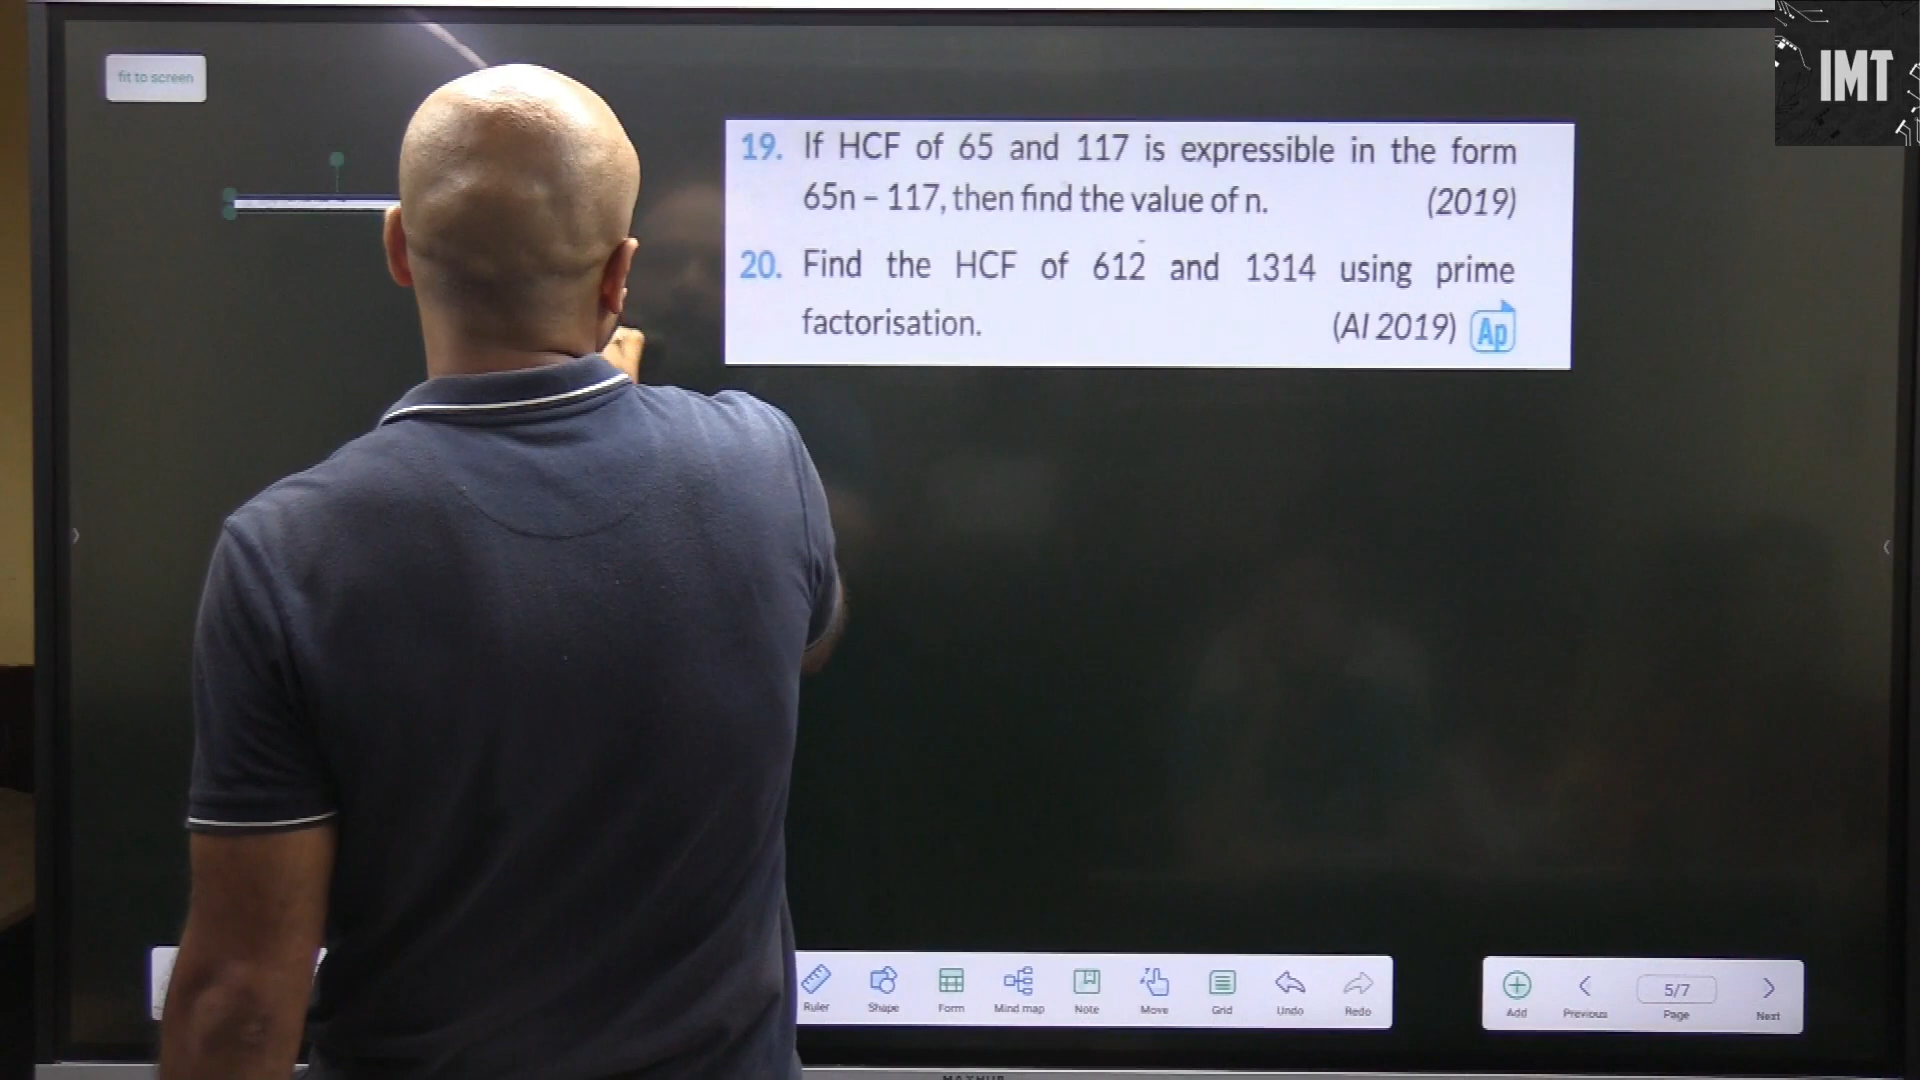 fit to screen
IMT
19. If HCF of 65 and 117 is expressible in the form
65n – 117, then find the value of n. (2019)
20. Find the HCF of 612 and 1314 using prime
factorisation. (AI 2019) Ap
Ruler Shape Form Mind map Note Move Grid Undo Redo
Add Previous 5/7 Page Next